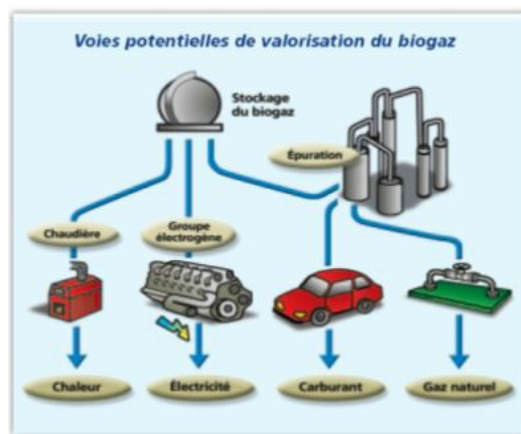 Voies potentielles de valorisation du biogaz
Stockage
du biogaz
Épuration
Chaudière
Groupe
électrogène
Chaleur
Électricité
Carburant
Gaz naturel